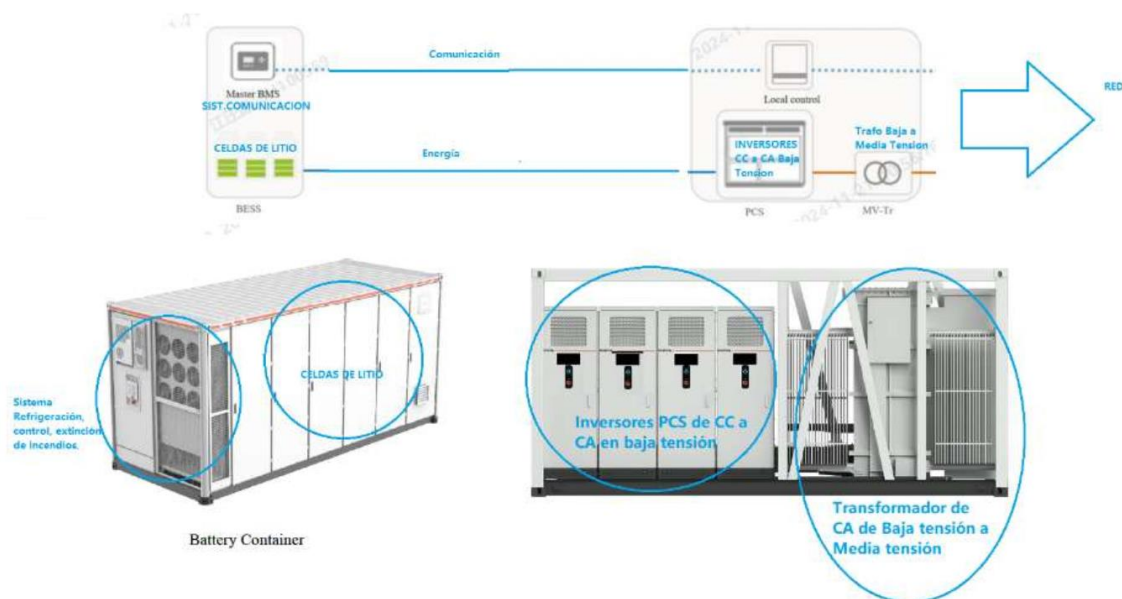 Comunicación
Master BMS
SIST.COMUNICACION
Local control
RED
CELDAS DE LITIO
Energía
INVERSORES
CC a CA Baja
Tension
Trafo Baja a
Media Tension
BESS
PCS
MV-Tr
CELDAS DE LITIO
Sistema
Refrigeración,
control, extinción
de Incendios.
Inversores PCS de CC a
CA en baja tensión
Transformador de
CA de Baja tensión a
Media tensión
Battery Container